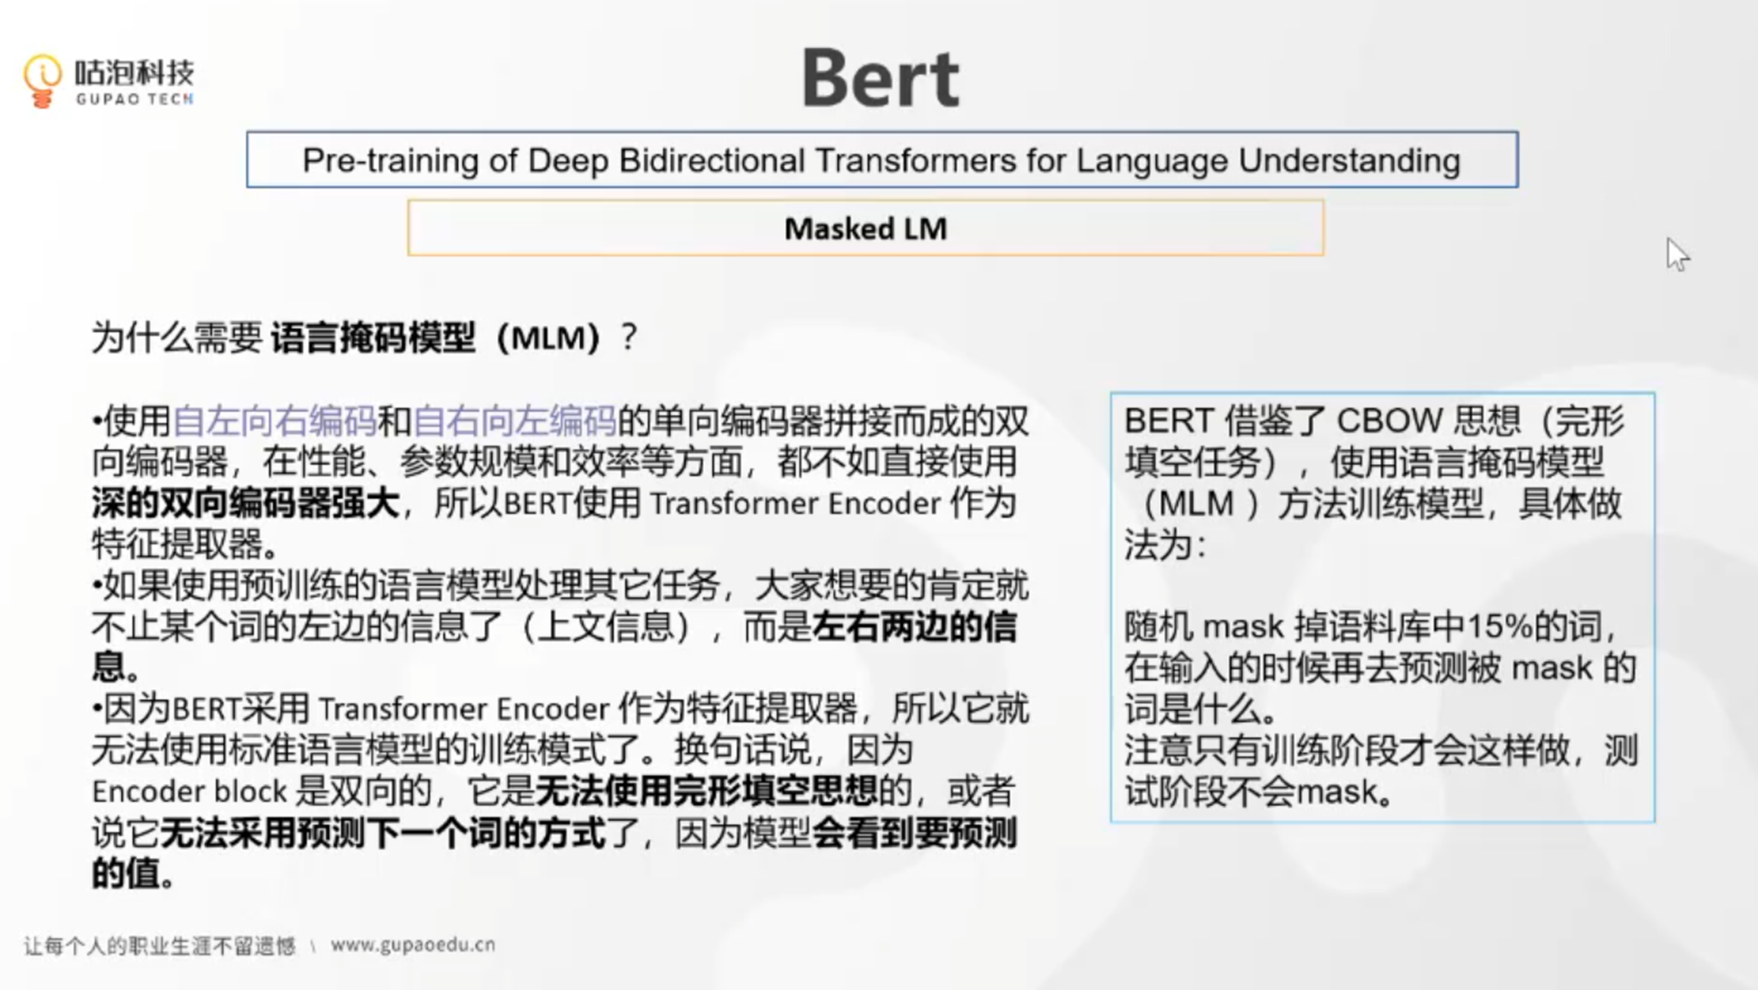 咕泡科技
GUPAO TECH
Bert
Pre-training of Deep Bidirectional Transformers for Language Understanding
Masked LM
为什么需要 语言掩码模型（MLM）？
•使用自左向右编码和自右向左编码的单向编码器拼接而成的双
向编码器，在性能、参数规模和效率等方面，都不如直接使用
深的双向编码器强大，所以BERT使用 Transformer Encoder 作为
特征提取器。
•如果使用预训练的语言模型处理其它任务，大家想要的肯定就
不止某个词的左边的信息了（上文信息），而是左右两边的信
息。
•因为BERT采用 Transformer Encoder 作为特征提取器，所以它就
无法使用标准语言模型的训练模式了。换句话说，因为
Encoder block 是双向的，它是无法使用完形填空思想的，或者
说它无法采用预测下一个词的方式了，因为模型会看到要预测
的值。
BERT 借鉴了 CBOW 思想（完形
填空任务），使用语言掩码模型
（MLM ）方法训练模型，具体做
法为：
随机 mask 掉语料库中15%的词，
在输入的时候再去预测被 mask 的
词是什么。
注意只有训练阶段才会这样做，测
试阶段不会mask。
让每个人的职业生涯不留遗憾 \ www.gupaoedu.cn